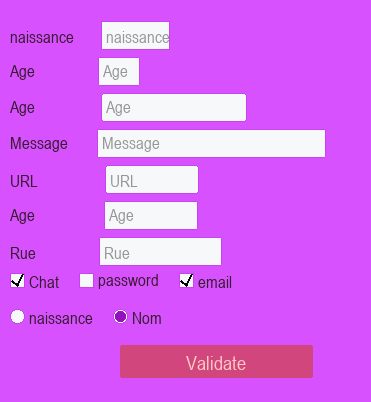 naissance naissance
Age Age
Age Age
Message Message
URL URL
Age Age
Rue Rue
Chat password email
naissance Nom
Validate